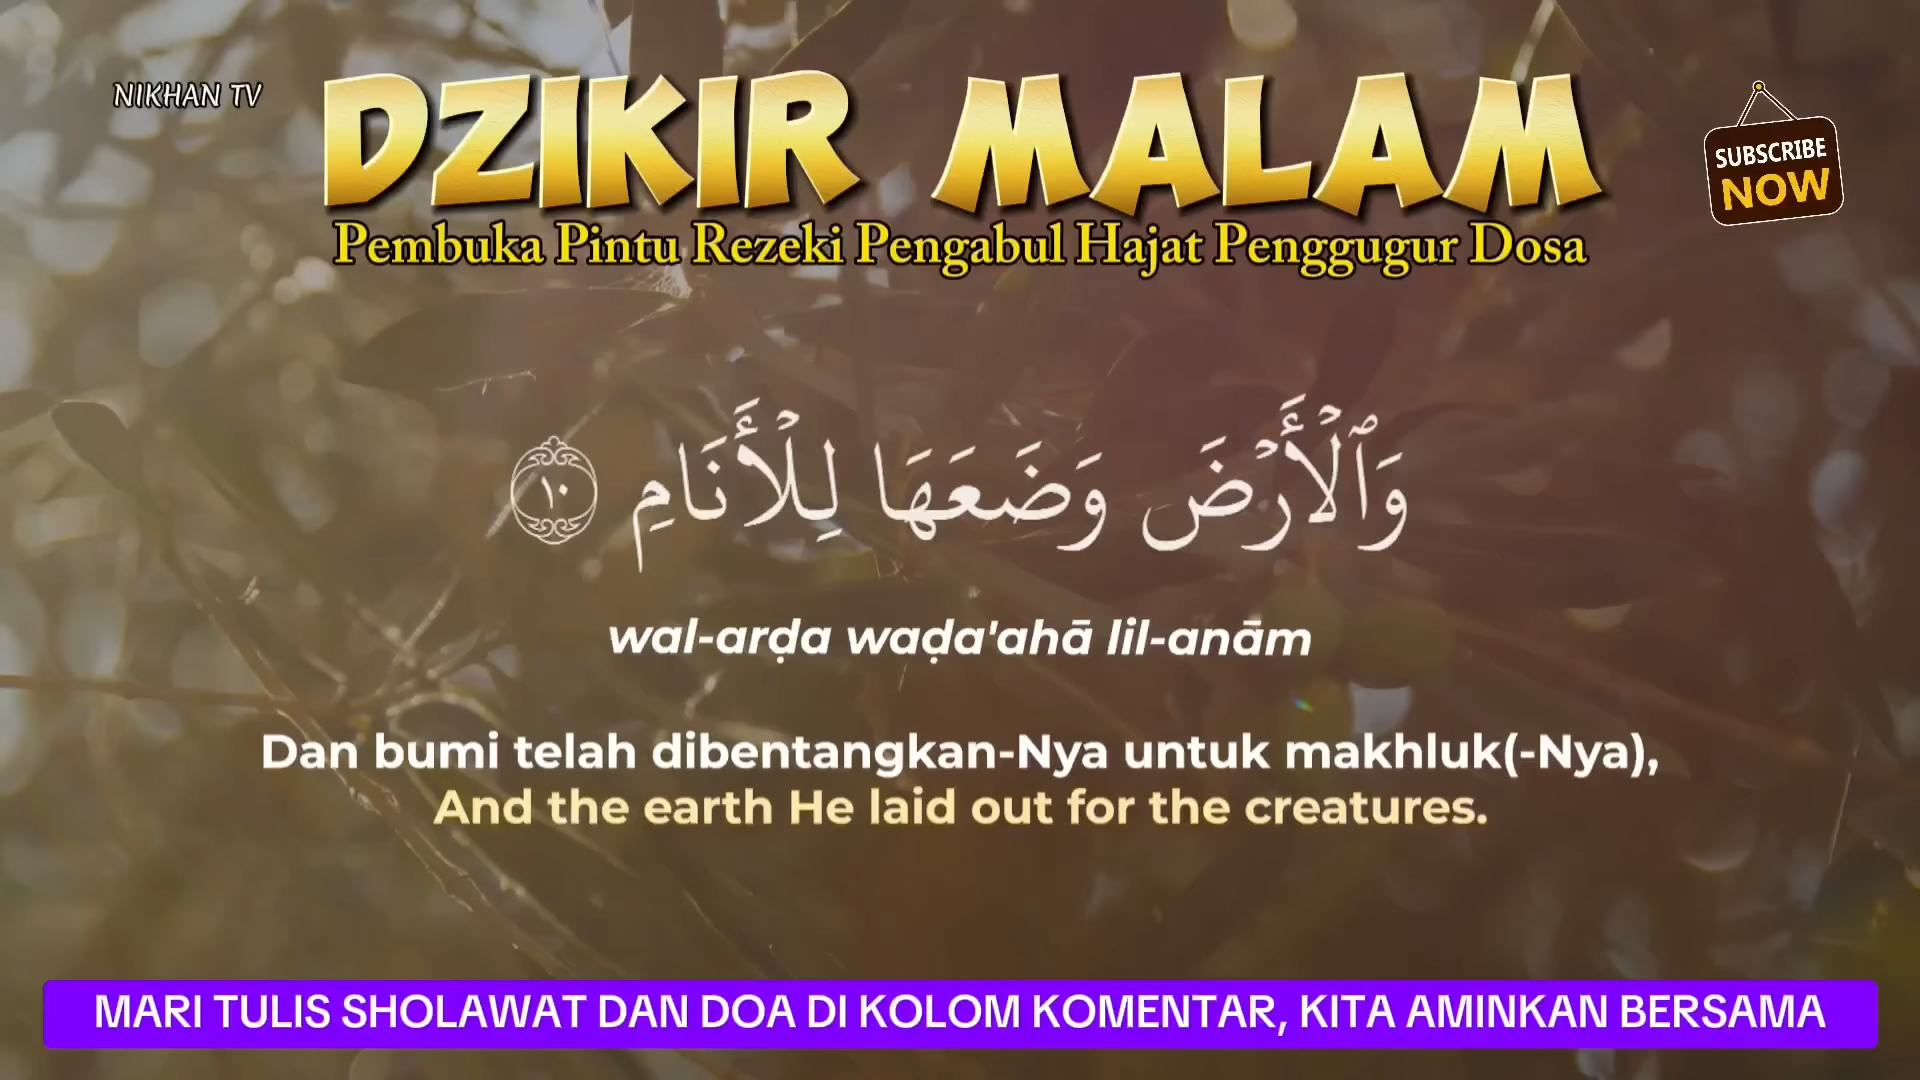 NIKHAN TV
DZIKIR MALAM
SUBSCRIBE
NOW
Pembuka Pintu Rezeki Pengabul Hajat Penggugur Dosa
وَٱلْأَرْضَ وَضَعَهَا لِلْأَنَامِ ١٠
wal-arḍa waḍa'ahā lil-anām
Dan bumi telah dibentangkan-Nya untuk makhluk(-Nya),
And the earth He laid out for the creatures.
MARI TULIS SHOLAWAT DAN DOA DI KOLOM KOMENTAR, KITA AMINKAN BERSAMA